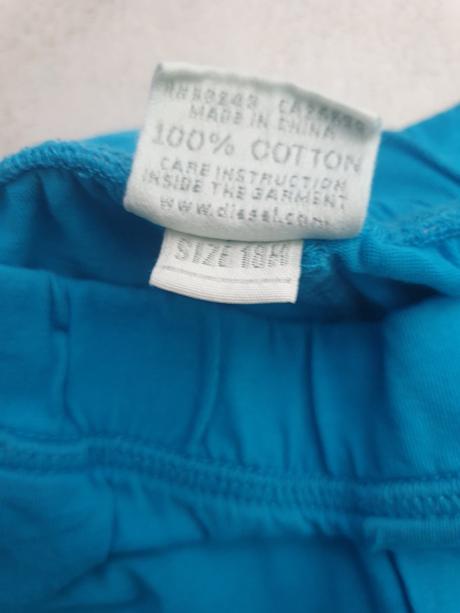 MADE IN CHINA
100% COTTON
CARE INSTRUCTION
INSIDE THE GARMENT
www.diesel.com
SIZE 18M